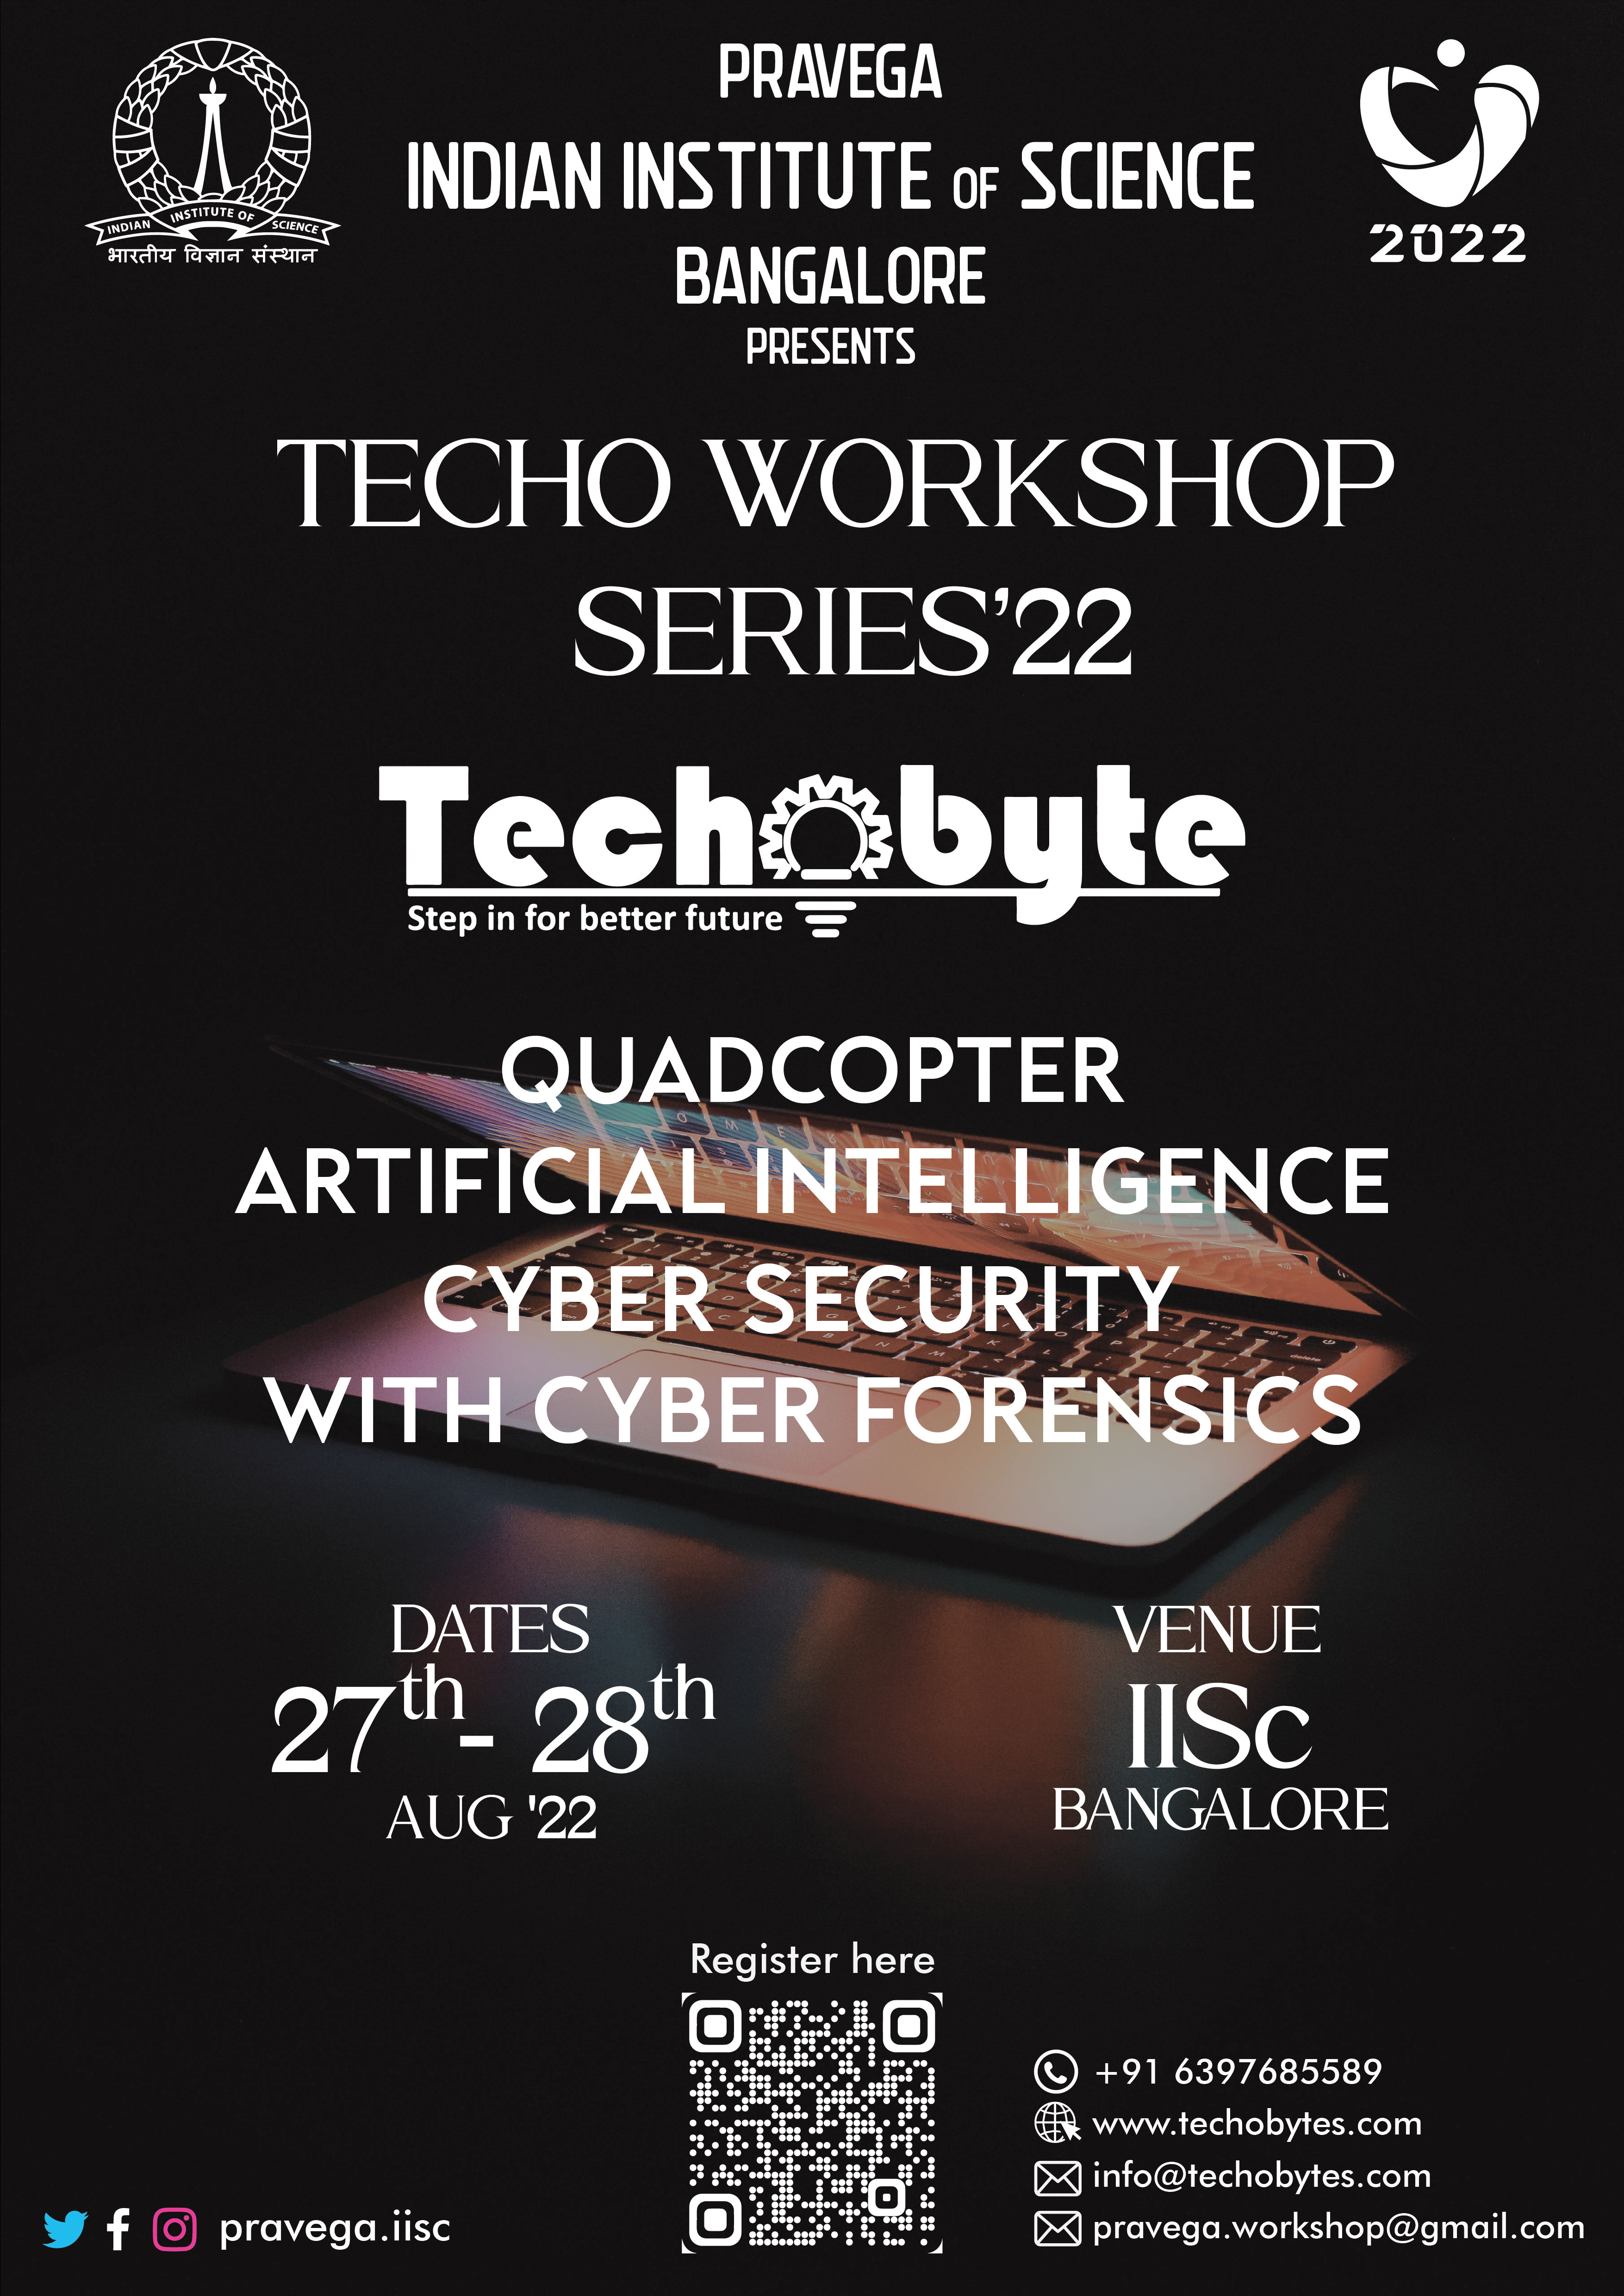 PRAVEGA
INDIAN INSTITUTE OF SCIENCE
BANGALORE
PRESENTS
INDIAN INSTITUTE OF SCIENCE
भारतीय विज्ञान संस्थान
2022
TECHO WORKSHOP
SERIES’22
Techobyte
Step in for better future
QUADCOPTER
ARTIFICIAL INTELLIGENCE
CYBER SECURITY
WITH CYBER FORENSICS
DATES
27th- 28th
AUG '22
VENUE
IISc
BANGALORE
Register here
+91 6397685589
www.techobytes.com
info@techobytes.com
pravega.workshop@gmail.com
pravega.iisc